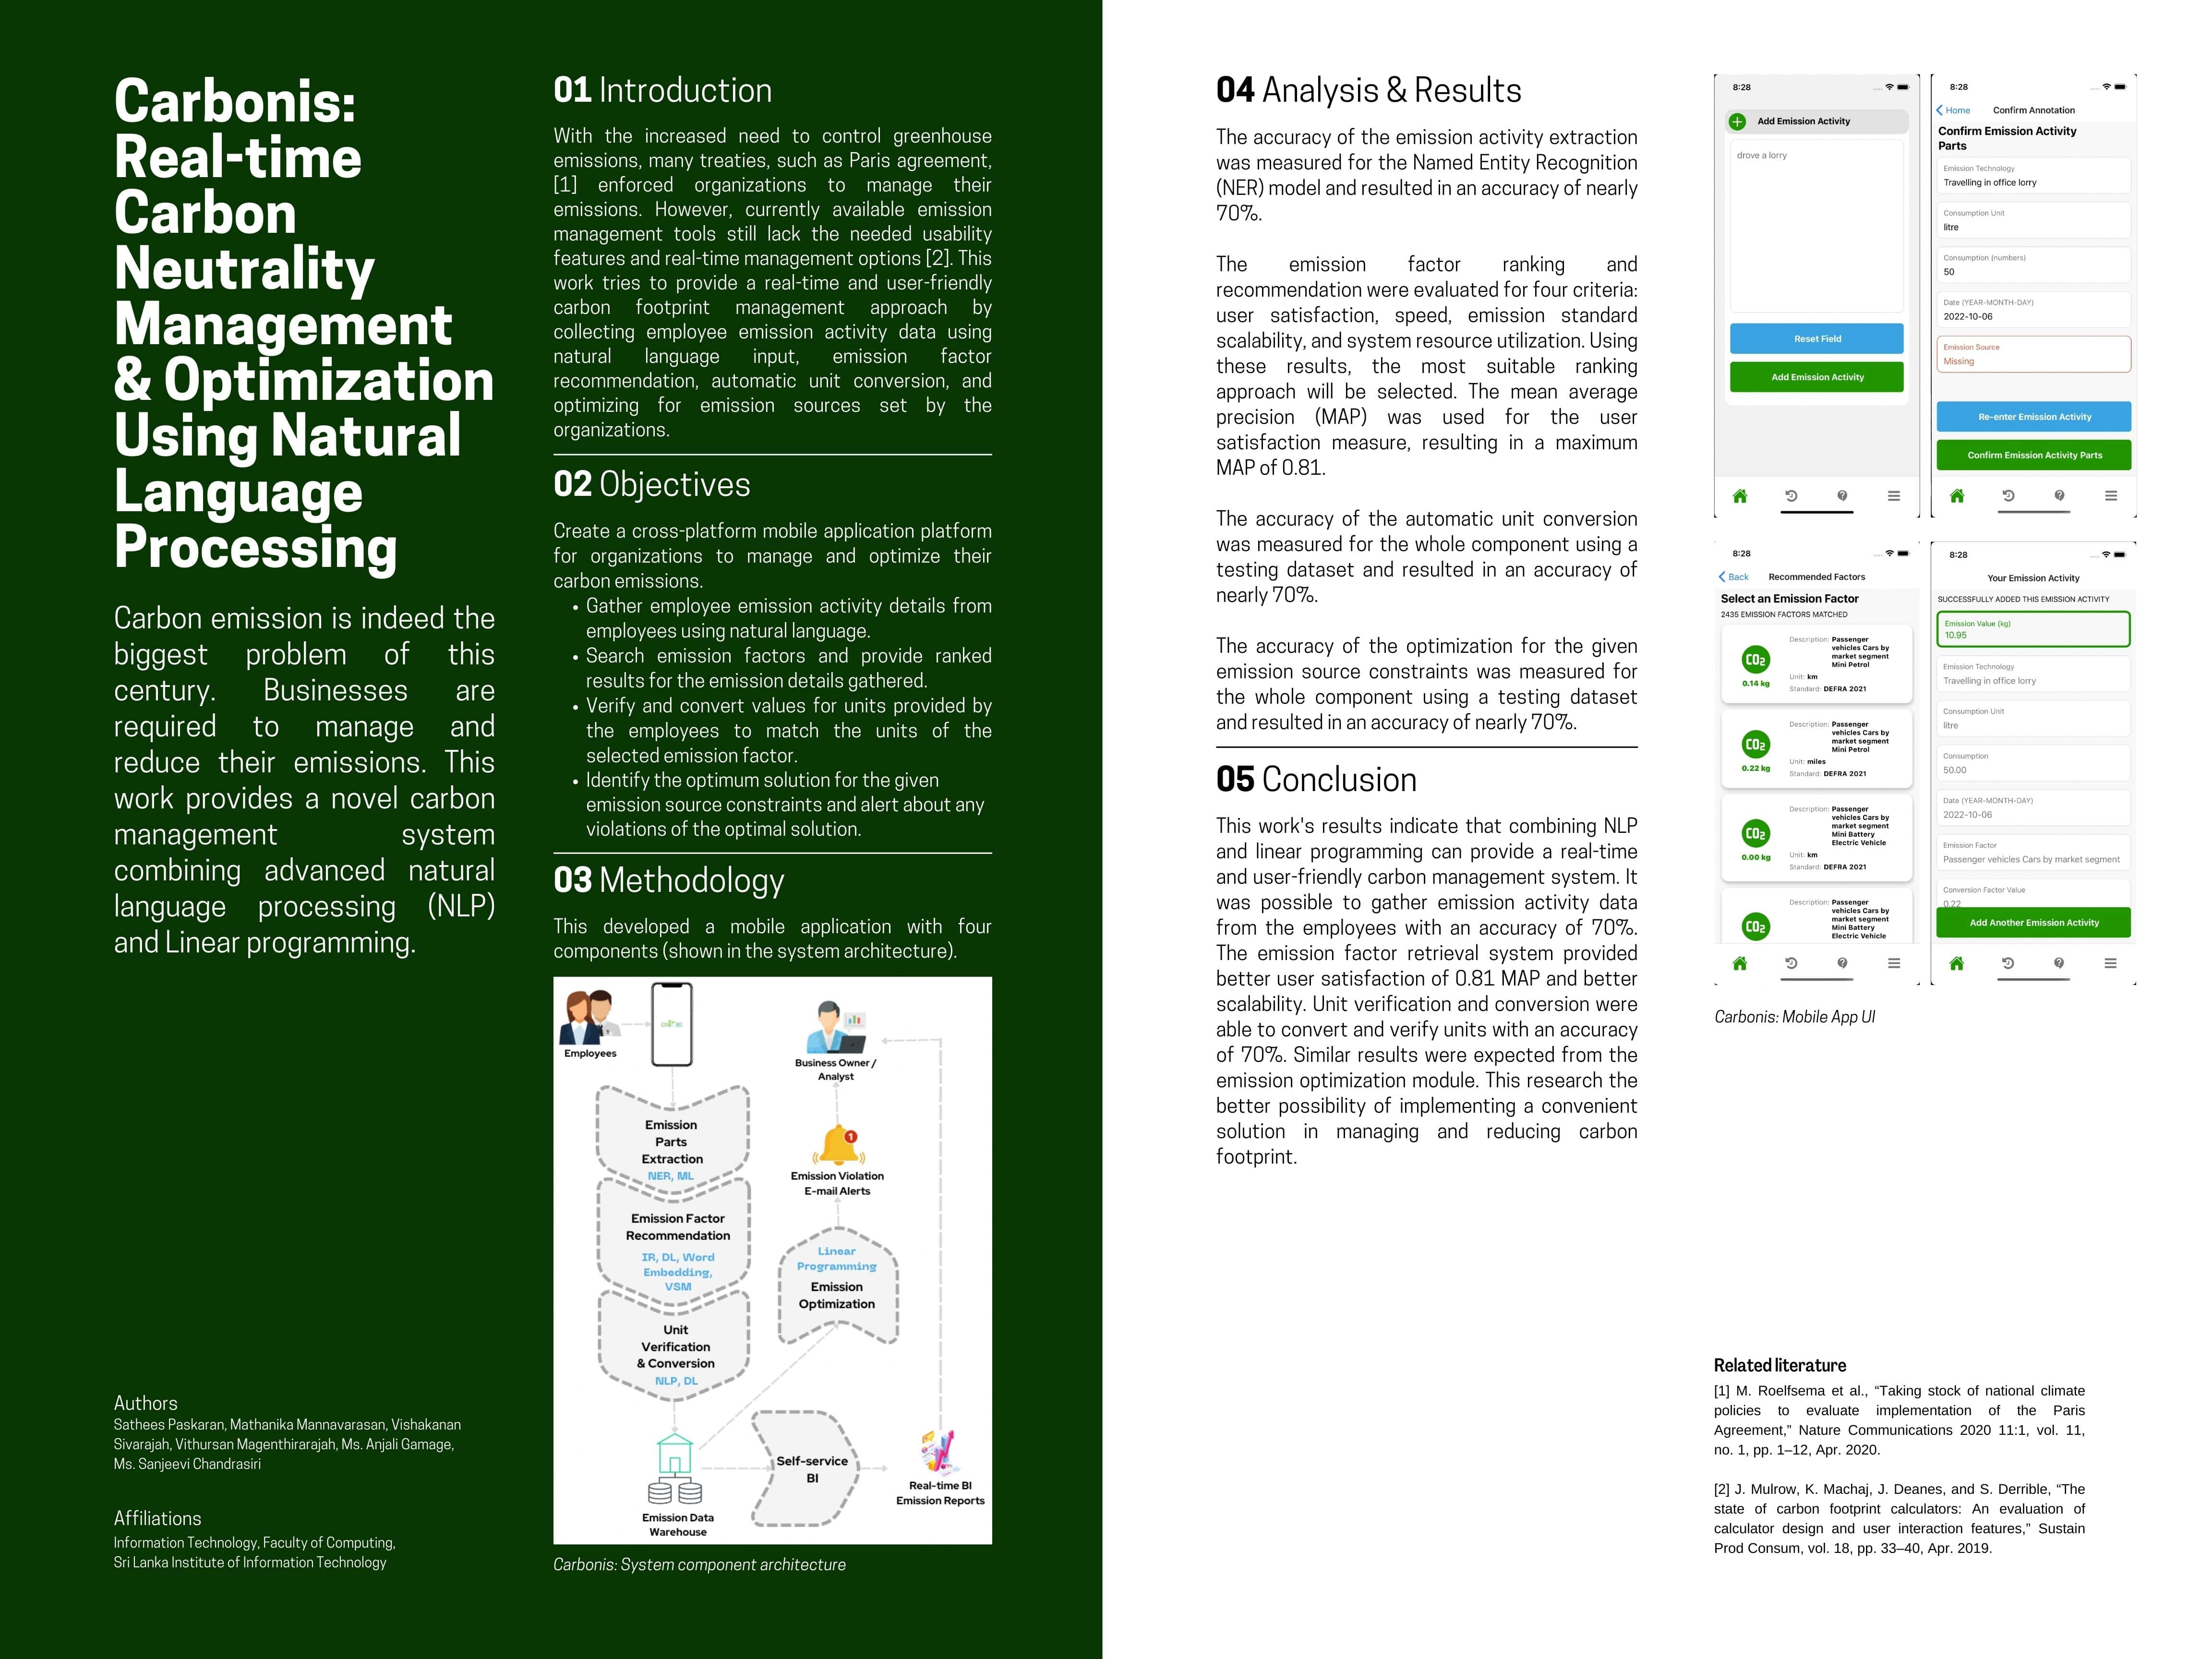 Carbonis:
Real-time
Carbon
Neutrality
Management
& Optimization
Using Natural
Language
Processing
Carbon emission is indeed the
biggest problem of this
century. Businesses are
required to manage and
reduce their emissions. This
work provides a novel carbon
management system
combining advanced natural
language processing (NLP)
and Linear programming.
Authors
Sathees Paskaran, Mathanika Mannavarasan, Vishakanan
Sivarajah, Vithursan Magenthirarajah, Ms. Anjali Gamage,
Ms. Sanjeevi Chandrasiri
Affiliations
Information Technology, Faculty of Computing,
Sri Lanka Institute of Information Technology
01 Introduction
With the increased need to control greenhouse
emissions, many treaties, such as Paris agreement,
[1] enforced organizations to manage their
emissions. However, currently available emission
management tools still lack the needed usability
features and real-time management options [2]. This
work tries to provide a real-time and user-friendly
carbon footprint management approach by
collecting employee emission activity data using
natural language input, emission factor
recommendation, automatic unit conversion, and
optimizing for emission sources set by the
organizations.
02 Objectives
Create a cross-platform mobile application platform
for organizations to manage and optimize their
carbon emissions.
• Gather employee emission activity details from
employees using natural language.
• Search emission factors and provide ranked
results for the emission details gathered.
• Verify and convert values for units provided by
the employees to match the units of the
selected emission factor.
• Identify the optimum solution for the given
emission source constraints and alert about any
violations of the optimal solution.
03 Methodology
This developed a mobile application with four
components (shown in the system architecture).
Employees
Business Owner /
Analyst
Emission
Parts
Extraction
NER, ML
Emission Violation
E-mail Alerts
1
Emission Factor
Recommendation
IR, DL, Word
Embedding,
VSM
Linear
Programming
Emission
Optimization
Unit
Verification
& Conversion
NLP, DL
Self-service
BI
Real-time BI
Emission Reports
Emission Data
Warehouse
Carbonis: System component architecture
04 Analysis & Results
The accuracy of the emission activity extraction
was measured for the Named Entity Recognition
(NER) model and resulted in an accuracy of nearly
70%.
The emission factor ranking and
recommendation were evaluated for four criteria:
user satisfaction, speed, emission standard
scalability, and system resource utilization. Using
these results, the most suitable ranking
approach will be selected. The mean average
precision (MAP) was used for the user
satisfaction measure, resulting in a maximum
MAP of 0.81.
The accuracy of the automatic unit conversion
was measured for the whole component using a
testing dataset and resulted in an accuracy of
nearly 70%.
The accuracy of the optimization for the given
emission source constraints was measured for
the whole component using a testing dataset
and resulted in an accuracy of nearly 70%.
05 Conclusion
This work's results indicate that combining NLP
and linear programming can provide a real-time
and user-friendly carbon management system. It
was possible to gather emission activity data
from the employees with an accuracy of 70%.
The emission factor retrieval system provided
better user satisfaction of 0.81 MAP and better
scalability. Unit verification and conversion were
able to convert and verify units with an accuracy
of 70%. Similar results were expected from the
emission optimization module. This research the
better possibility of implementing a convenient
solution in managing and reducing carbon
footprint.
8:28
Add Emission Activity
drove a lorry
Reset Field
Add Emission Activity
8:28
Home Confirm Annotation
Confirm Emission Activity
Parts
Emission Technology
Travelling in office lorry
Consumption Unit
litre
Consumption (numbers)
50
Date (YEAR-MONTH-DAY)
2022-10-06
Emission Source
Missing
Re-enter Emission Activity
Confirm Emission Activity Parts
8:28
Back Recommended Factors
Select an Emission Factor
2435 EMISSION FACTORS MATCHED
CO2
0.14 kg
Description: Passenger
vehicles Cars by
market segment
Mini Petrol
Unit: km
Standard: DEFRA 2021
CO2
0.22 kg
Description: Passenger
vehicles Cars by
market segment
Mini Petrol
Unit: miles
Standard: DEFRA 2021
CO2
0.00 kg
Description: Passenger
vehicles Cars by
market segment
Mini Battery
Electric Vehicle
Unit: km
Standard: DEFRA 2021
CO2
Description: Passenger
vehicles Cars by
market segment
Mini Battery
Electric Vehicle
8:28
Your Emission Activity
SUCCESSFULLY ADDED THIS EMISSION ACTIVITY
Emission Value (kg)
10.95
Emission Technology
Travelling in office lorry
Consumption Unit
litre
Consumption
50.00
Date (YEAR-MONTH-DAY)
2022-10-06
Emission Factor
Passenger vehicles Cars by market segment
Conversion Factor Value
0.22
Add Another Emission Activity
Carbonis: Mobile App UI
Related literature
[1] M. Roelfsema et al., “Taking stock of national climate
policies to evaluate implementation of the Paris
Agreement,” Nature Communications 2020 11:1, vol. 11,
no. 1, pp. 1–12, Apr. 2020.
[2] J. Mulrow, K. Machaj, J. Deanes, and S. Derrible, “The
state of carbon footprint calculators: An evaluation of
calculator design and user interaction features,” Sustain
Prod Consum, vol. 18, pp. 33–40, Apr. 2019.